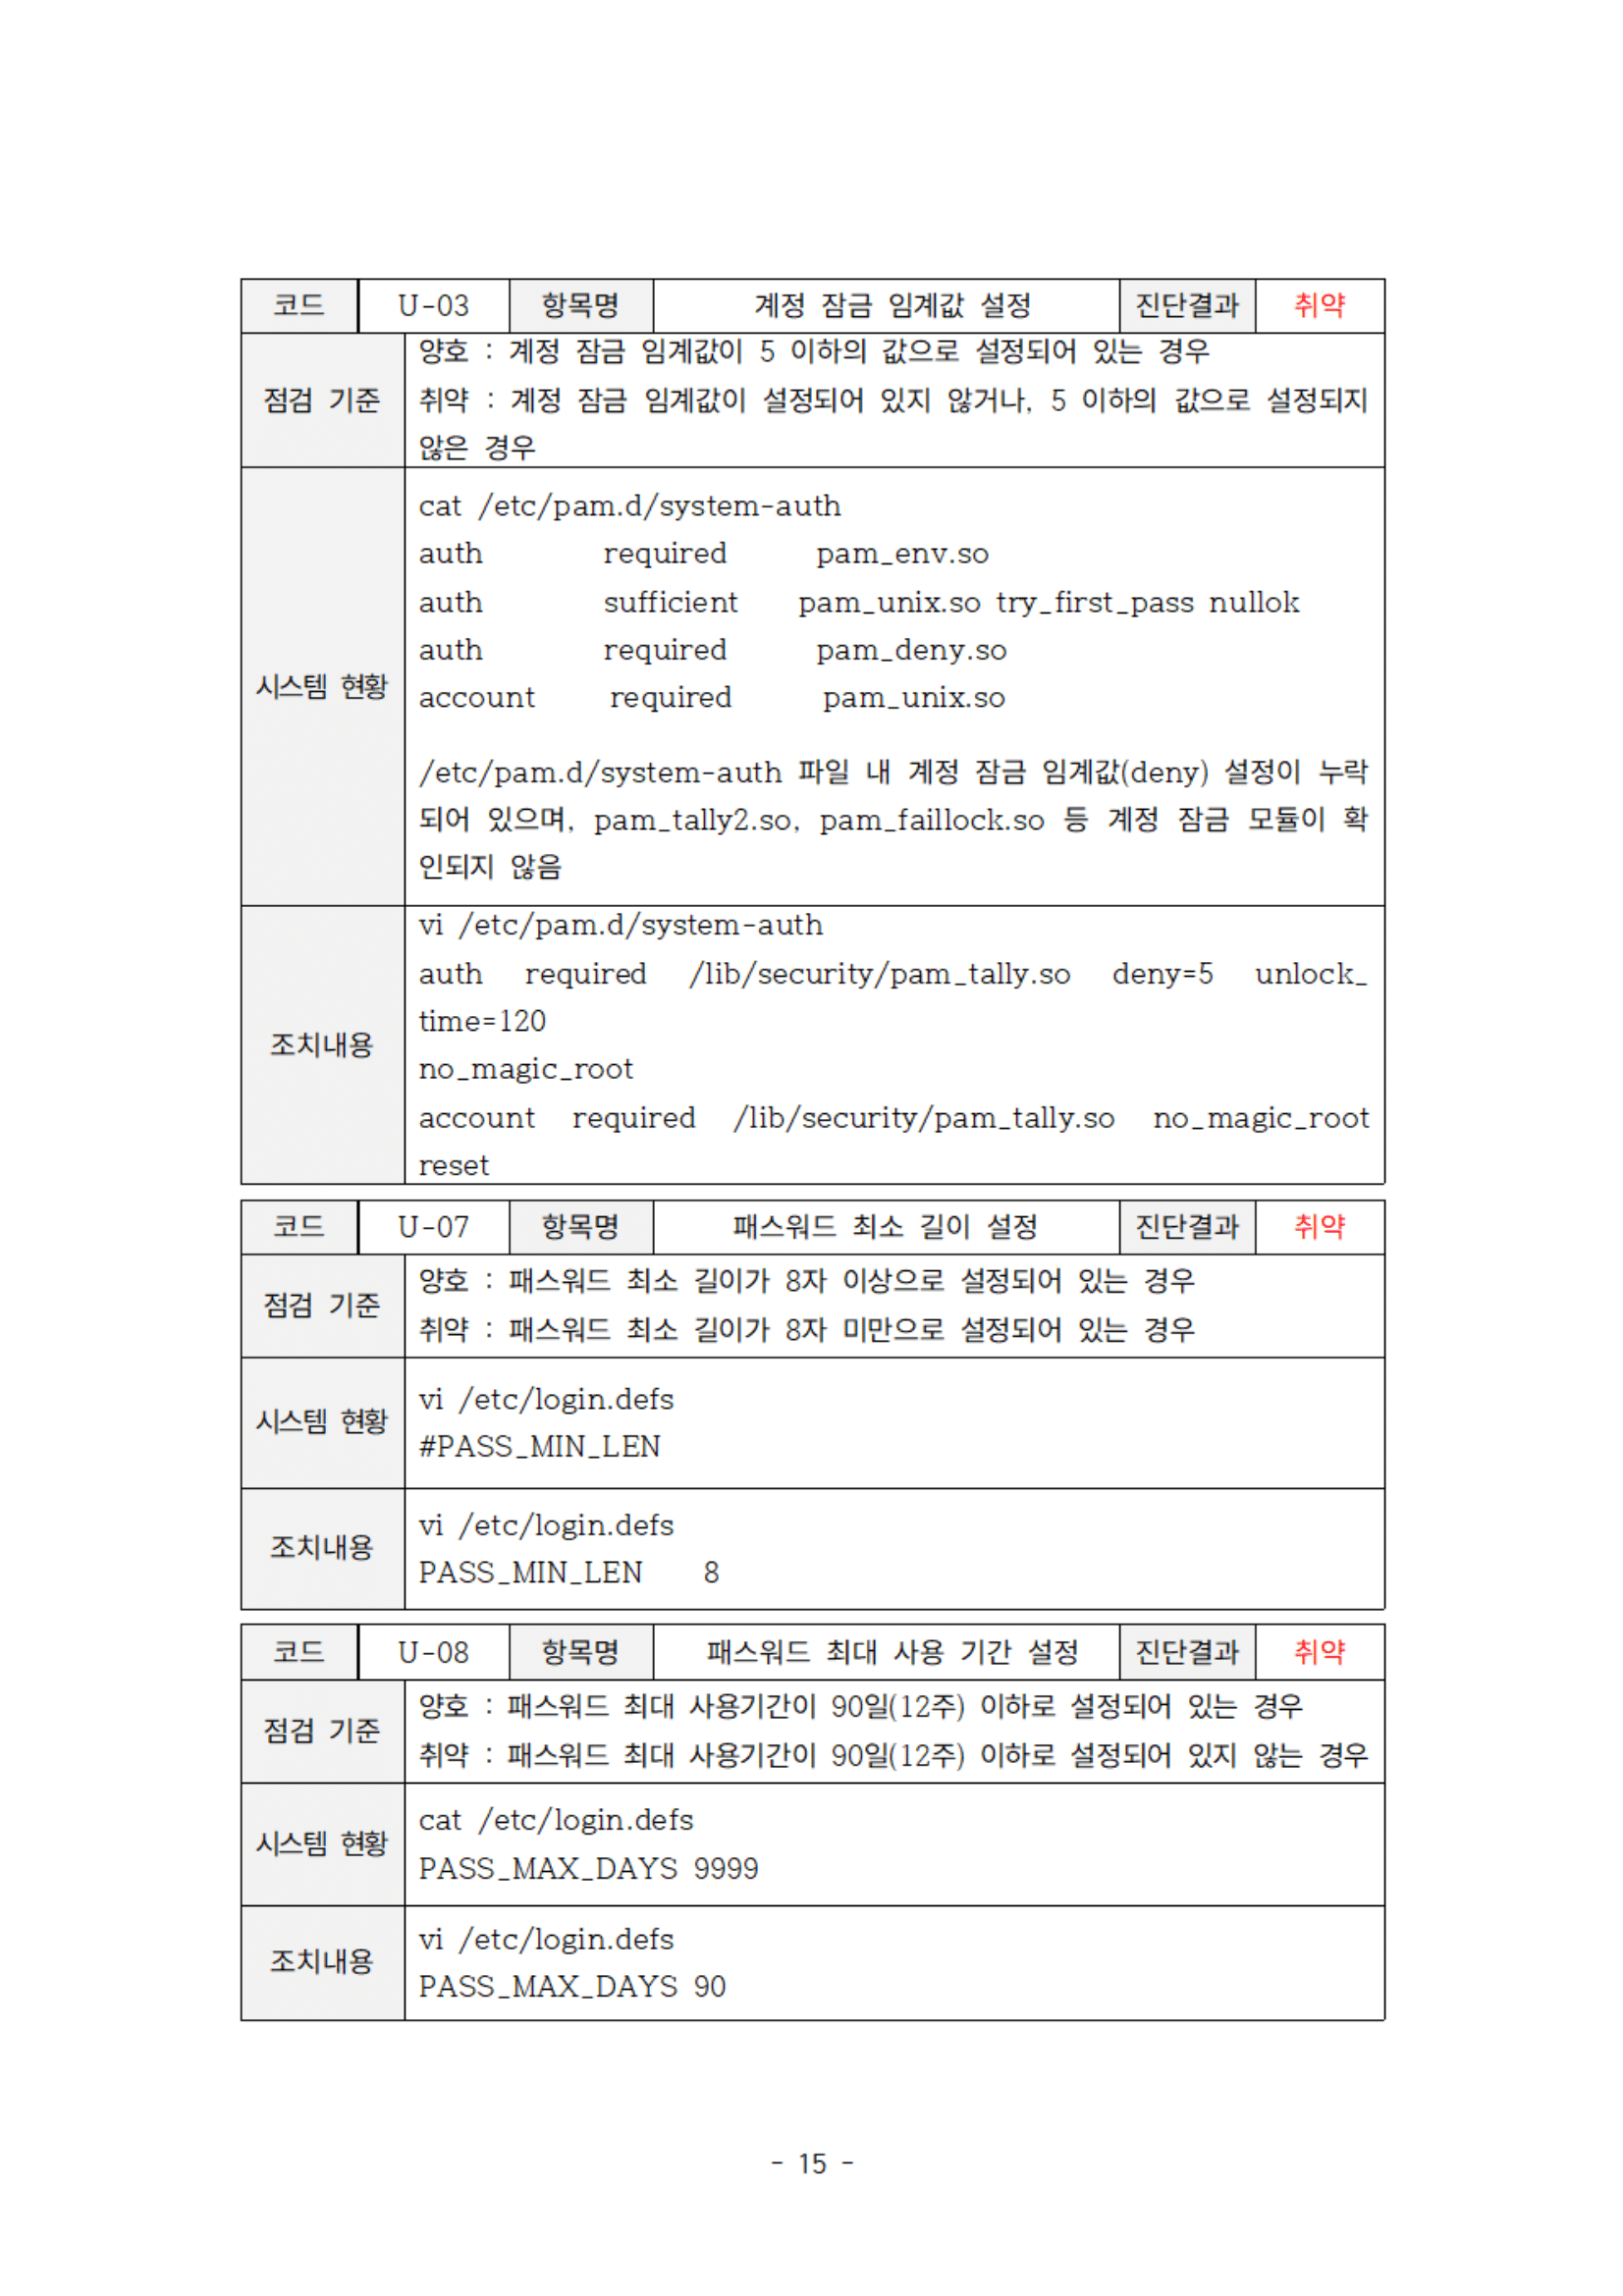 코드 U-03 항목명 계정 잠금 임계값 설정 진단결과 취약
점검 기준
양호 : 계정 잠금 임계값이 5 이하의 값으로 설정되어 있는 경우
취약 : 계정 잠금 임계값이 설정되어 있지 않거나, 5 이하의 값으로 설정되지
않은 경우
시스템 현황
cat /etc/pam.d/system-auth
auth required pam_env.so
auth sufficient pam_unix.so try_first_pass nullok
auth required pam_deny.so
account required pam_unix.so
/etc/pam.d/system-auth 파일 내 계정 잠금 임계값(deny) 설정이 누락
되어 있으며, pam_tally2.so, pam_faillock.so 등 계정 잠금 모듈이 확
인되지 않음
조치내용
vi /etc/pam.d/system-auth
auth required /lib/security/pam_tally.so deny=5 unlock_
time=120
no_magic_root
account required /lib/security/pam_tally.so no_magic_root
reset
코드 U-07 항목명 패스워드 최소 길이 설정 진단결과 취약
점검 기준
양호 : 패스워드 최소 길이가 8자 이상으로 설정되어 있는 경우
취약 : 패스워드 최소 길이가 8자 미만으로 설정되어 있는 경우
시스템 현황
vi /etc/login.defs
#PASS_MIN_LEN
조치내용
vi /etc/login.defs
PASS_MIN_LEN 8
코드 U-08 항목명 패스워드 최대 사용 기간 설정 진단결과 취약
점검 기준
양호 : 패스워드 최대 사용기간이 90일(12주) 이하로 설정되어 있는 경우
취약 : 패스워드 최대 사용기간이 90일(12주) 이하로 설정되어 있지 않는 경우
시스템 현황
cat /etc/login.defs
PASS_MAX_DAYS 9999
조치내용
vi /etc/login.defs
PASS_MAX_DAYS 90
- 15 -